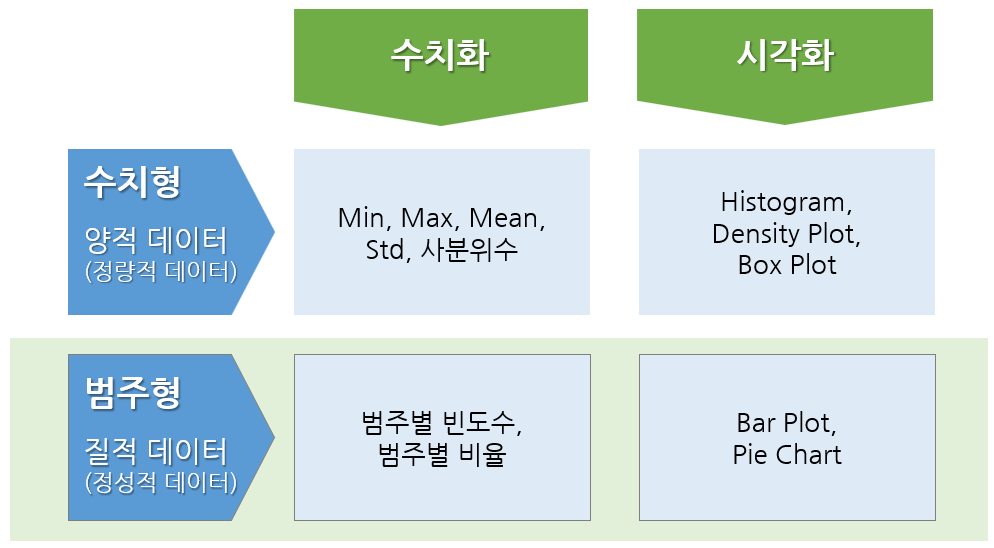 수치화
시각화
수치형
양적 데이터
(정량적 데이터)
Min, Max, Mean,
Std, 사분위수
Histogram,
Density Plot,
Box Plot
범주형
질적 데이터
(정성적 데이터)
범주별 빈도수,
범주별 비율
Bar Plot,
Pie Chart